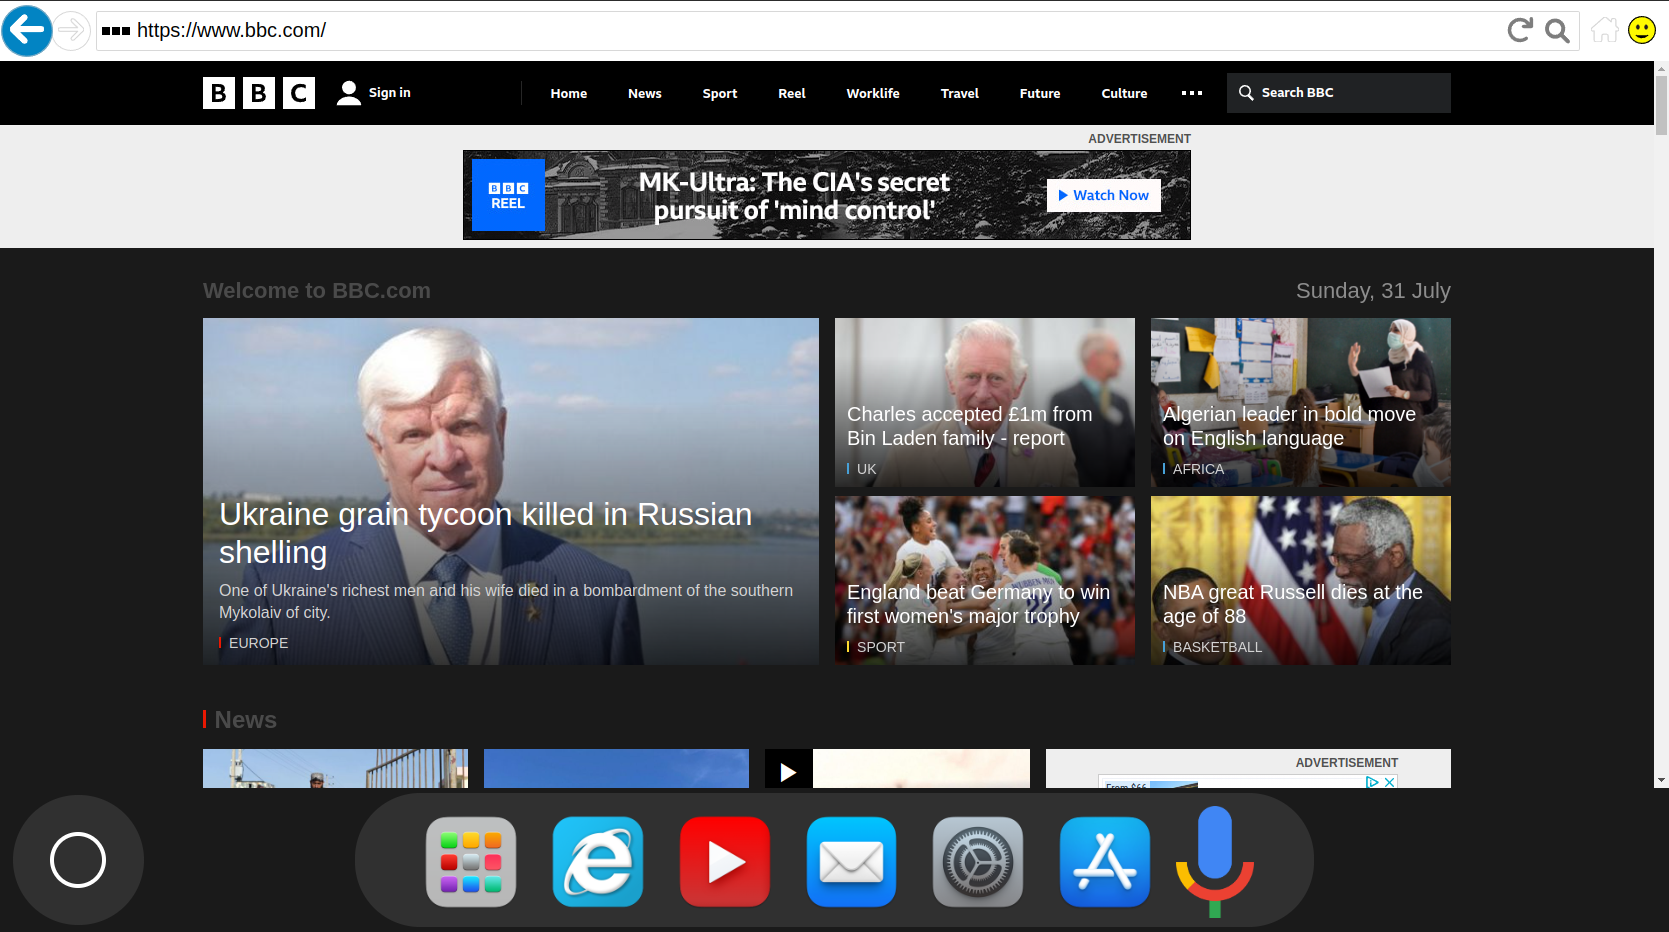 https://www.bbc.com/
BBC
Sign in
Home
News
Sport
Reel
Worklife
Travel
Future
Culture
Search BBC
ADVERTISEMENT
BBC
REEL
MK-Ultra: The CIA's secret
pursuit of 'mind control'
Watch Now
Welcome to BBC.com
Sunday, 31 July
Ukraine grain tycoon killed in Russian
shelling
One of Ukraine's richest men and his wife died in a bombardment of the southern
Mykolaiv of city.
EUROPE
Charles accepted £1m from
Bin Laden family - report
UK
Algerian leader in bold move
on English language
AFRICA
England beat Germany to win
first women's major trophy
SPORT
NBA great Russell dies at the
age of 88
BASKETBALL
News
ADVERTISEMENT
From $66